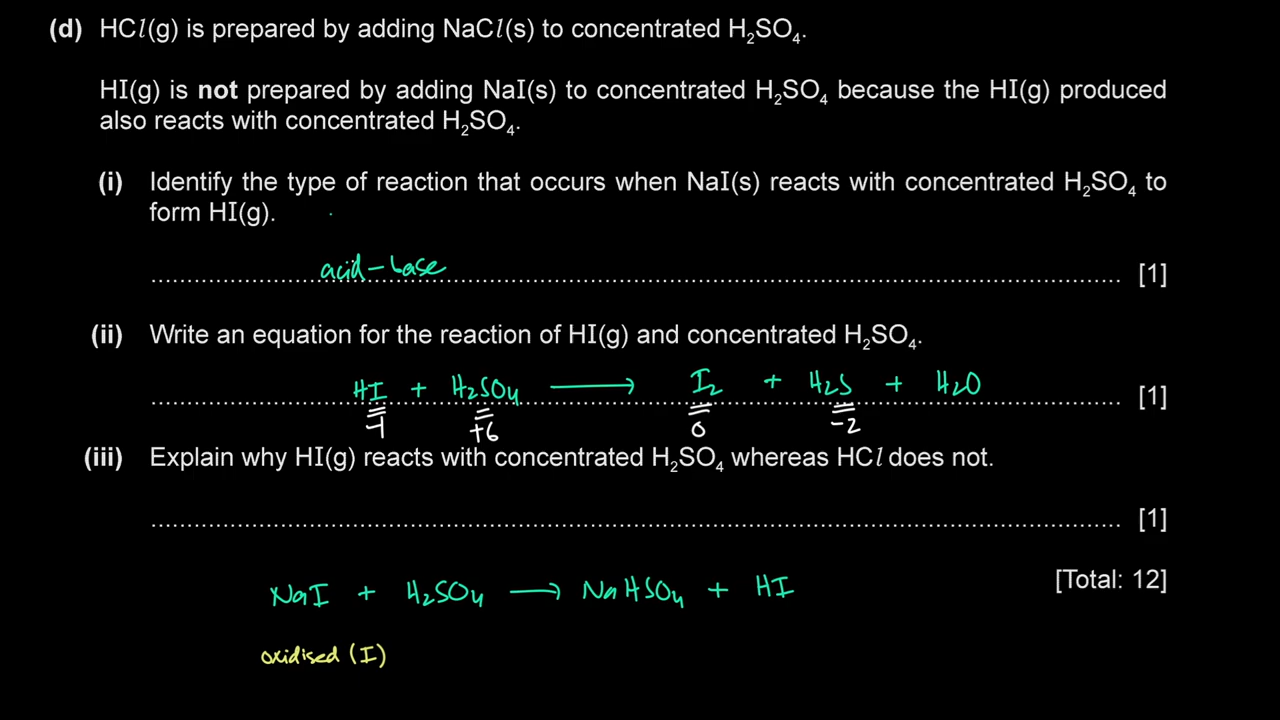 (d) HCl(g) is prepared by adding NaCl(s) to concentrated H₂SO₄.
HI(g) is not prepared by adding NaI(s) to concentrated H₂SO₄ because the HI(g) produced
also reacts with concentrated H₂SO₄.
(i) Identify the type of reaction that occurs when NaI(s) reacts with concentrated H₂SO₄ to
form HI(g).
acid-base [1]
(ii) Write an equation for the reaction of HI(g) and concentrated H₂SO₄.
HI + H₂SO₄ ⟶ I₂ + H₂S + H₂O [1]
-1 +6 0 -2
(iii) Explain why HI(g) reacts with concentrated H₂SO₄ whereas HCl does not.
[1]
NaI + H₂SO₄ ⟶ NaHSO₄ + HI
[Total: 12]
oxidised (I)